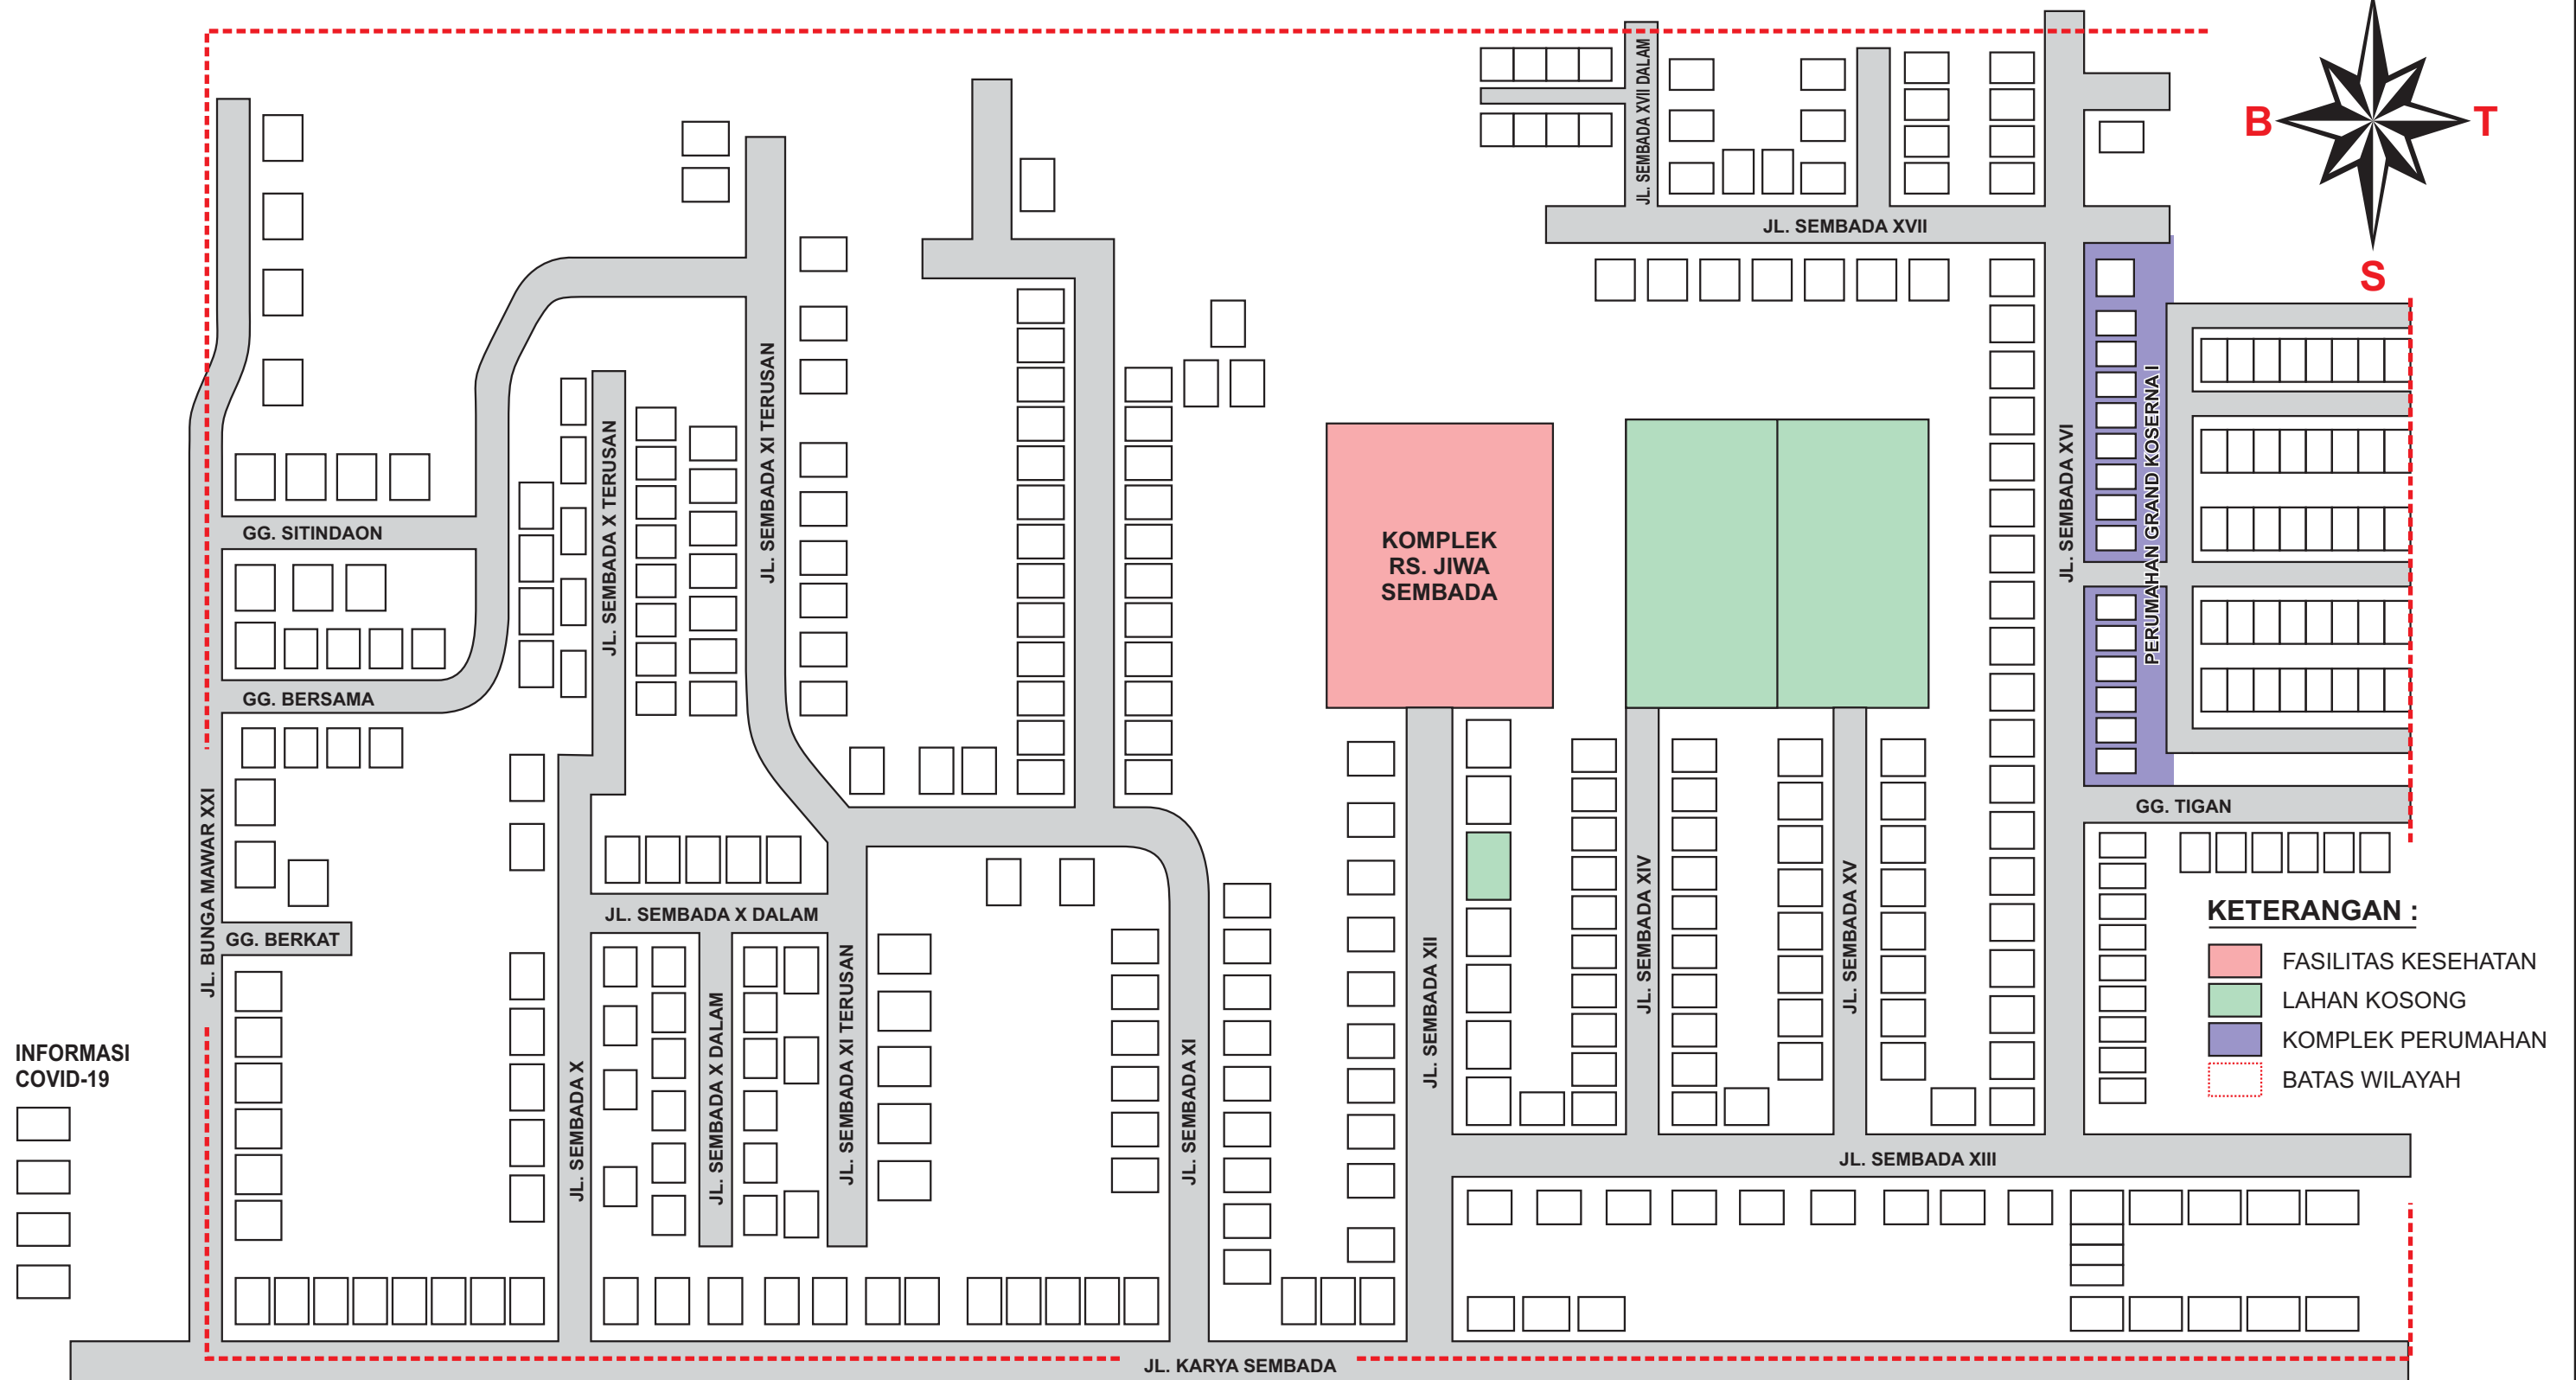 JL. SEMBADA XVII DALAM
B
T
S
JL. SEMBADA XVII
JL. SEMBADA XI TERUSAN
JL. SEMBADA X TERUSAN
GG. SITINDAON
GG. BERSAMA
KOMPLEK
RS. JIWA
SEMBADA
JL. SEMBADA XVI
PERUMAHAN GRAND KOSERNA I
GG. TIGAN
JL. BUNGA MAWAR XXI
GG. BERKAT
JL. SEMBADA X DALAM
JL. SEMBADA X
JL. SEMBADA X DALAM
JL. SEMBADA XI TERUSAN
JL. SEMBADA XI
JL. SEMBADA XII
JL. SEMBADA XIV
JL. SEMBADA XV
JL. SEMBADA XIII
JL. KARYA SEMBADA
KETERANGAN :
FASILITAS KESEHATAN
LAHAN KOSONG
KOMPLEK PERUMAHAN
BATAS WILAYAH
INFORMASI
COVID-19